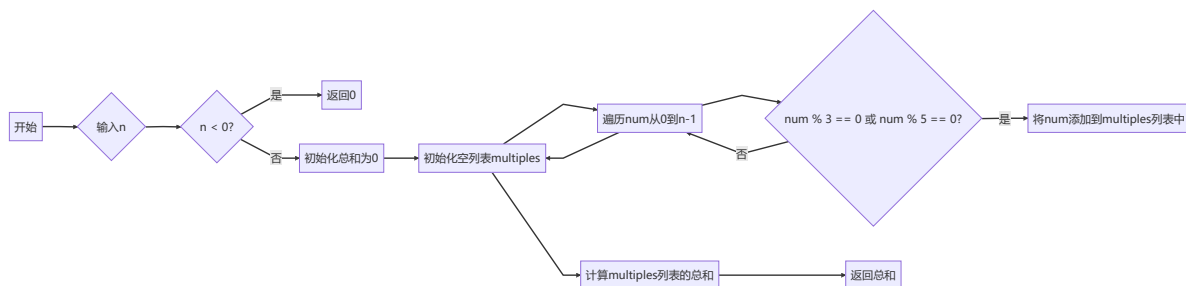 开始
输入n
n < 0?
是
返回0
否
初始化总和为0
初始化空列表multiples
遍历num从0到n-1
num % 3 == 0 或 num % 5 == 0?
否
是
将num添加到multiples列表中
计算multiples列表的总和
返回总和